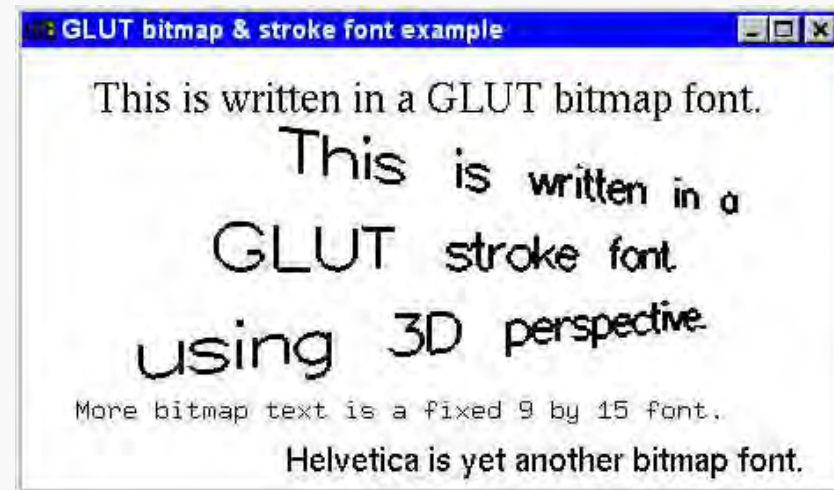 GLUT bitmap & stroke font example
This is written in a GLUT bitmap font.
This is written in a
GLUT stroke font
using 3D perspective.
More bitmap text is a fixed 9 by 15 font.
Helvetica is yet another bitmap font.